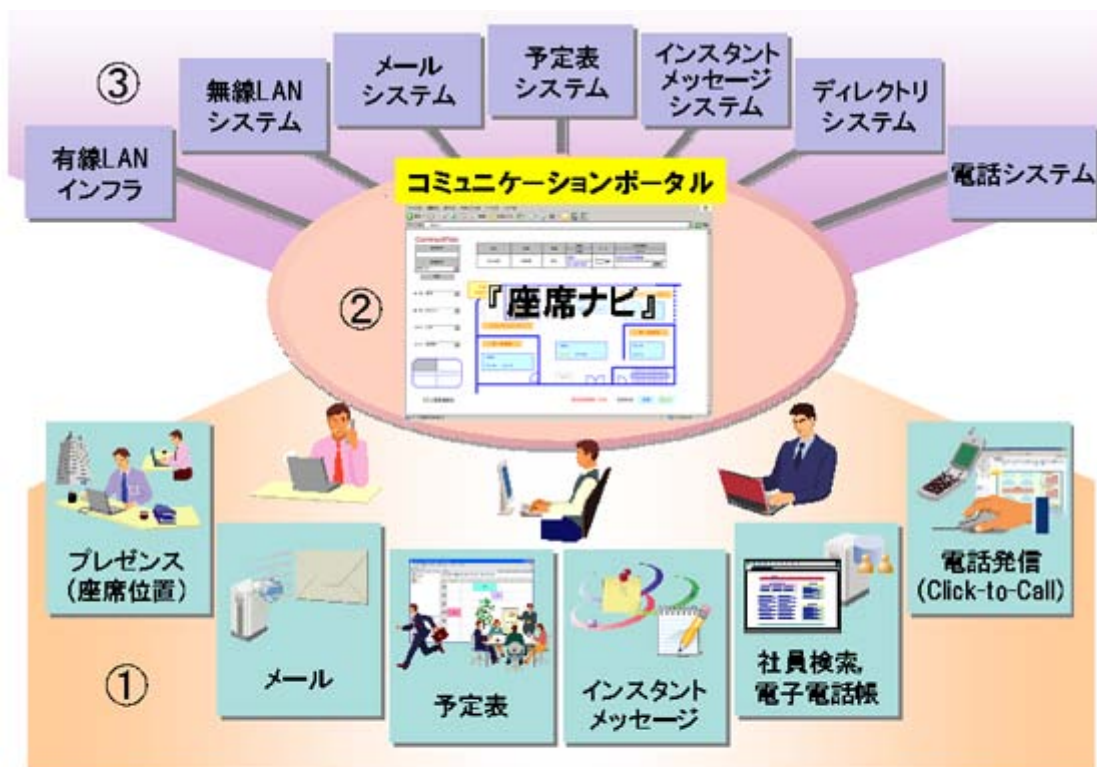 ③
有線LAN
インフラ
無線LAN
システム
メール
システム
予定表
システム
インスタント
メッセージ
システム
ディレクトリ
システム
電話システム
コミュニケーションポータル
②
『座席ナビ』
プレゼンス
(座席位置)
メール
予定表
インスタント
メッセージ
社員検索,
電子電話帳
電話発信
(Click-to-Call)
①